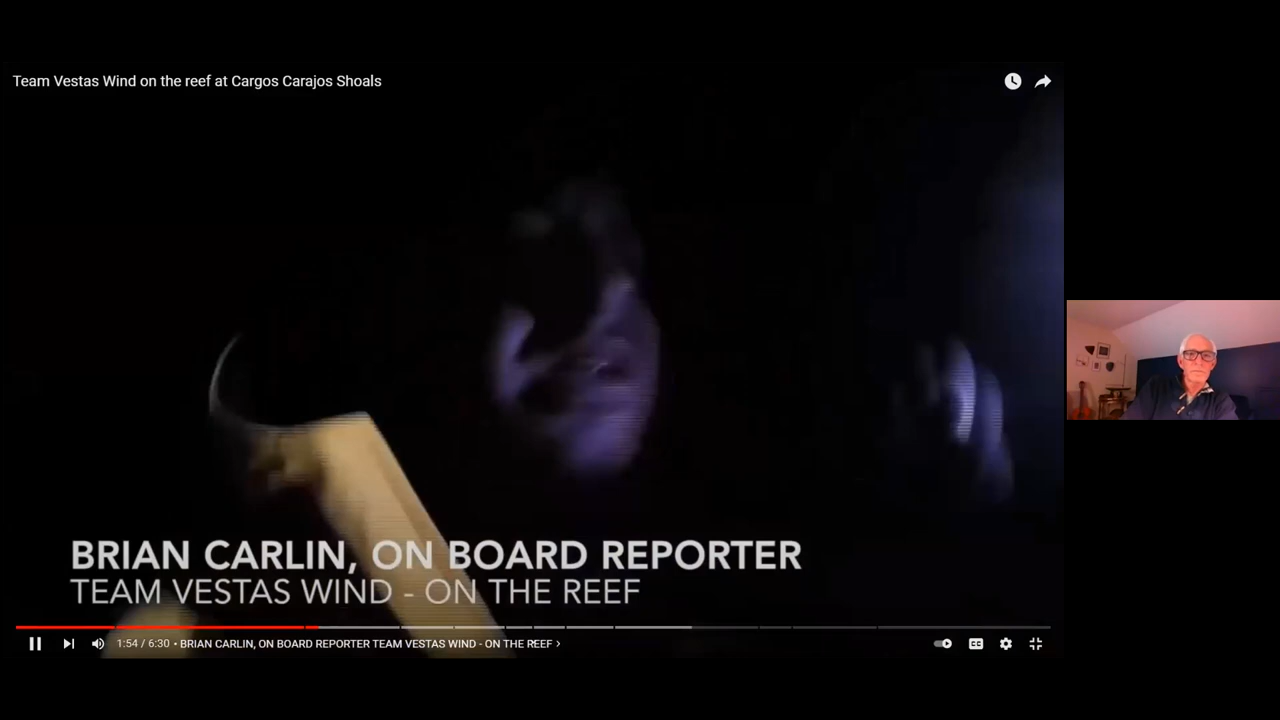 Team Vestas Wind on the reef at Cargos Carajos Shoals
BRIAN CARLIN, ON BOARD REPORTER
TEAM VESTAS WIND - ON THE REEF
1:54 / 6:30 • BRIAN CARLIN, ON BOARD REPORTER TEAM VESTAS WIND - ON THE REEF ›
CC